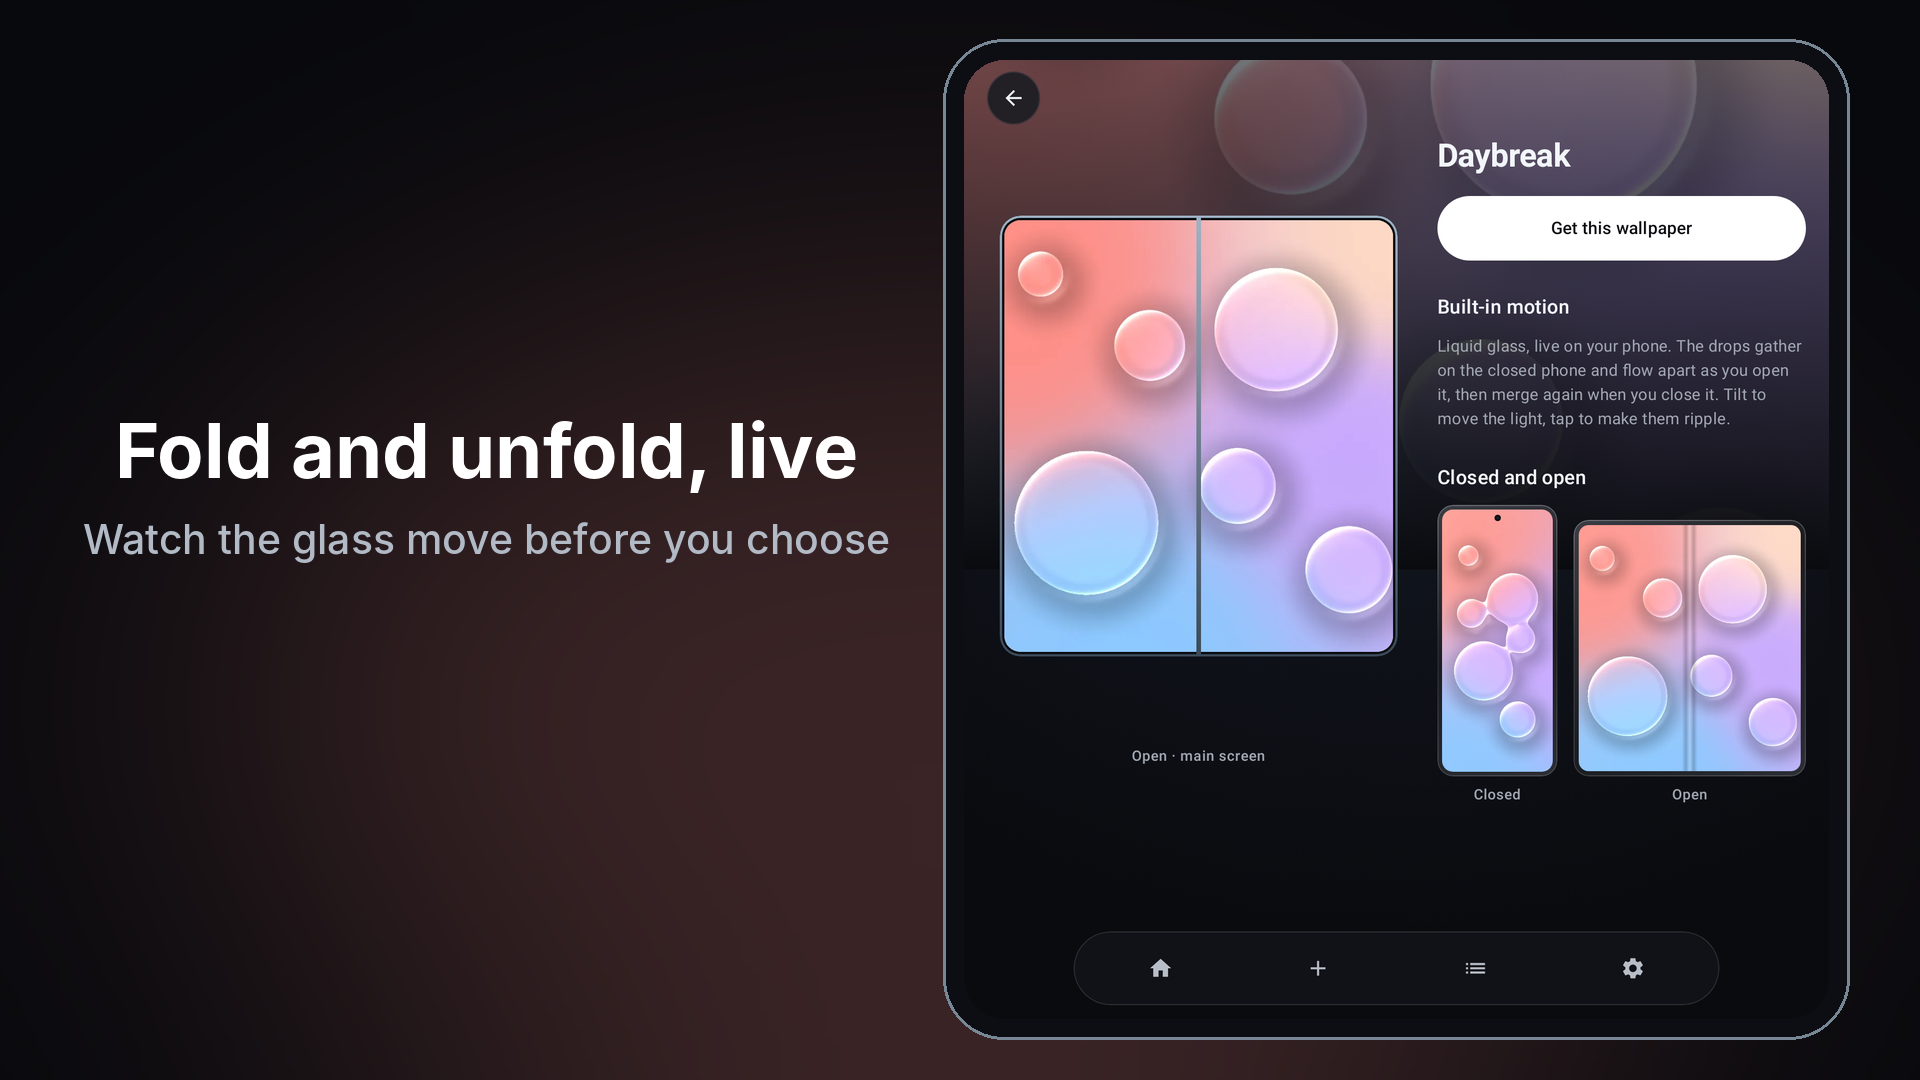 Fold and unfold, live
Watch the glass move before you choose
Daybreak
Get this wallpaper
Built-in motion
Liquid glass, live on your phone. The drops gather
on the closed phone and flow apart as you open
it, then merge again when you close it. Tilt to
move the light, tap to make them ripple.
Closed and open
Open · main screen
Closed
Open